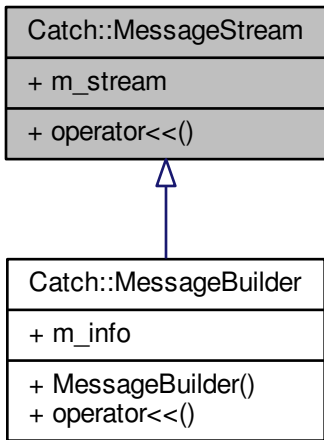 Catch::MessageStream
+ m_stream
+ operator<<()
Catch::MessageBuilder
+ m_info
+ MessageBuilder()
+ operator<<()